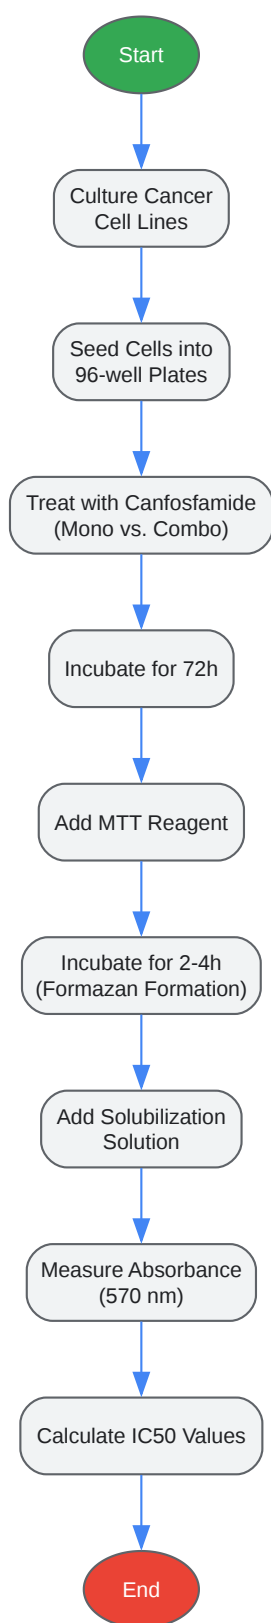 Start
Culture Cancer
Cell Lines
Seed Cells into
96-well Plates
Treat with Canfosfamide
(Mono vs. Combo)
Incubate for 72h
Add MTT Reagent
Incubate for 2-4h
(Formazan Formation)
Add Solubilization
Solution
Measure Absorbance
(570 nm)
Calculate IC50 Values
End